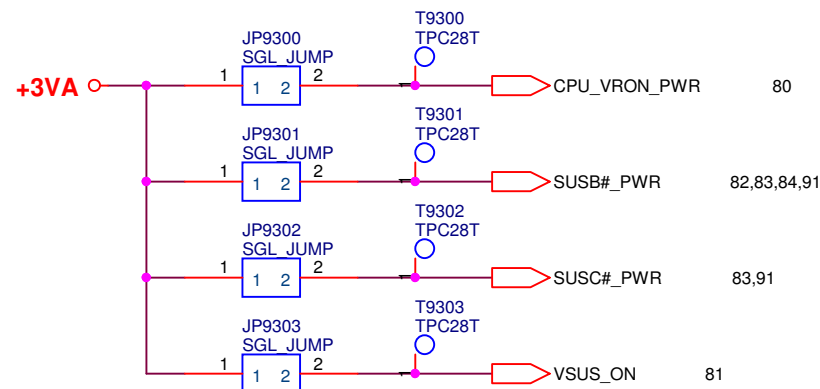 T9300
JP9300
TPC28T
SGL_JUMP
1 1 2 2
+3VA
CPU_VRON_PWR 80
T9301
JP9301
TPC28T
SGL_JUMP
1 1 2 2
SUSB#_PWR 82,83,84,91
T9302
JP9302
TPC28T
SGL_JUMP
1 1 2 2
SUSC#_PWR 83,91
T9303
JP9303
TPC28T
SGL_JUMP
1 1 2 2
VSUS_ON 81